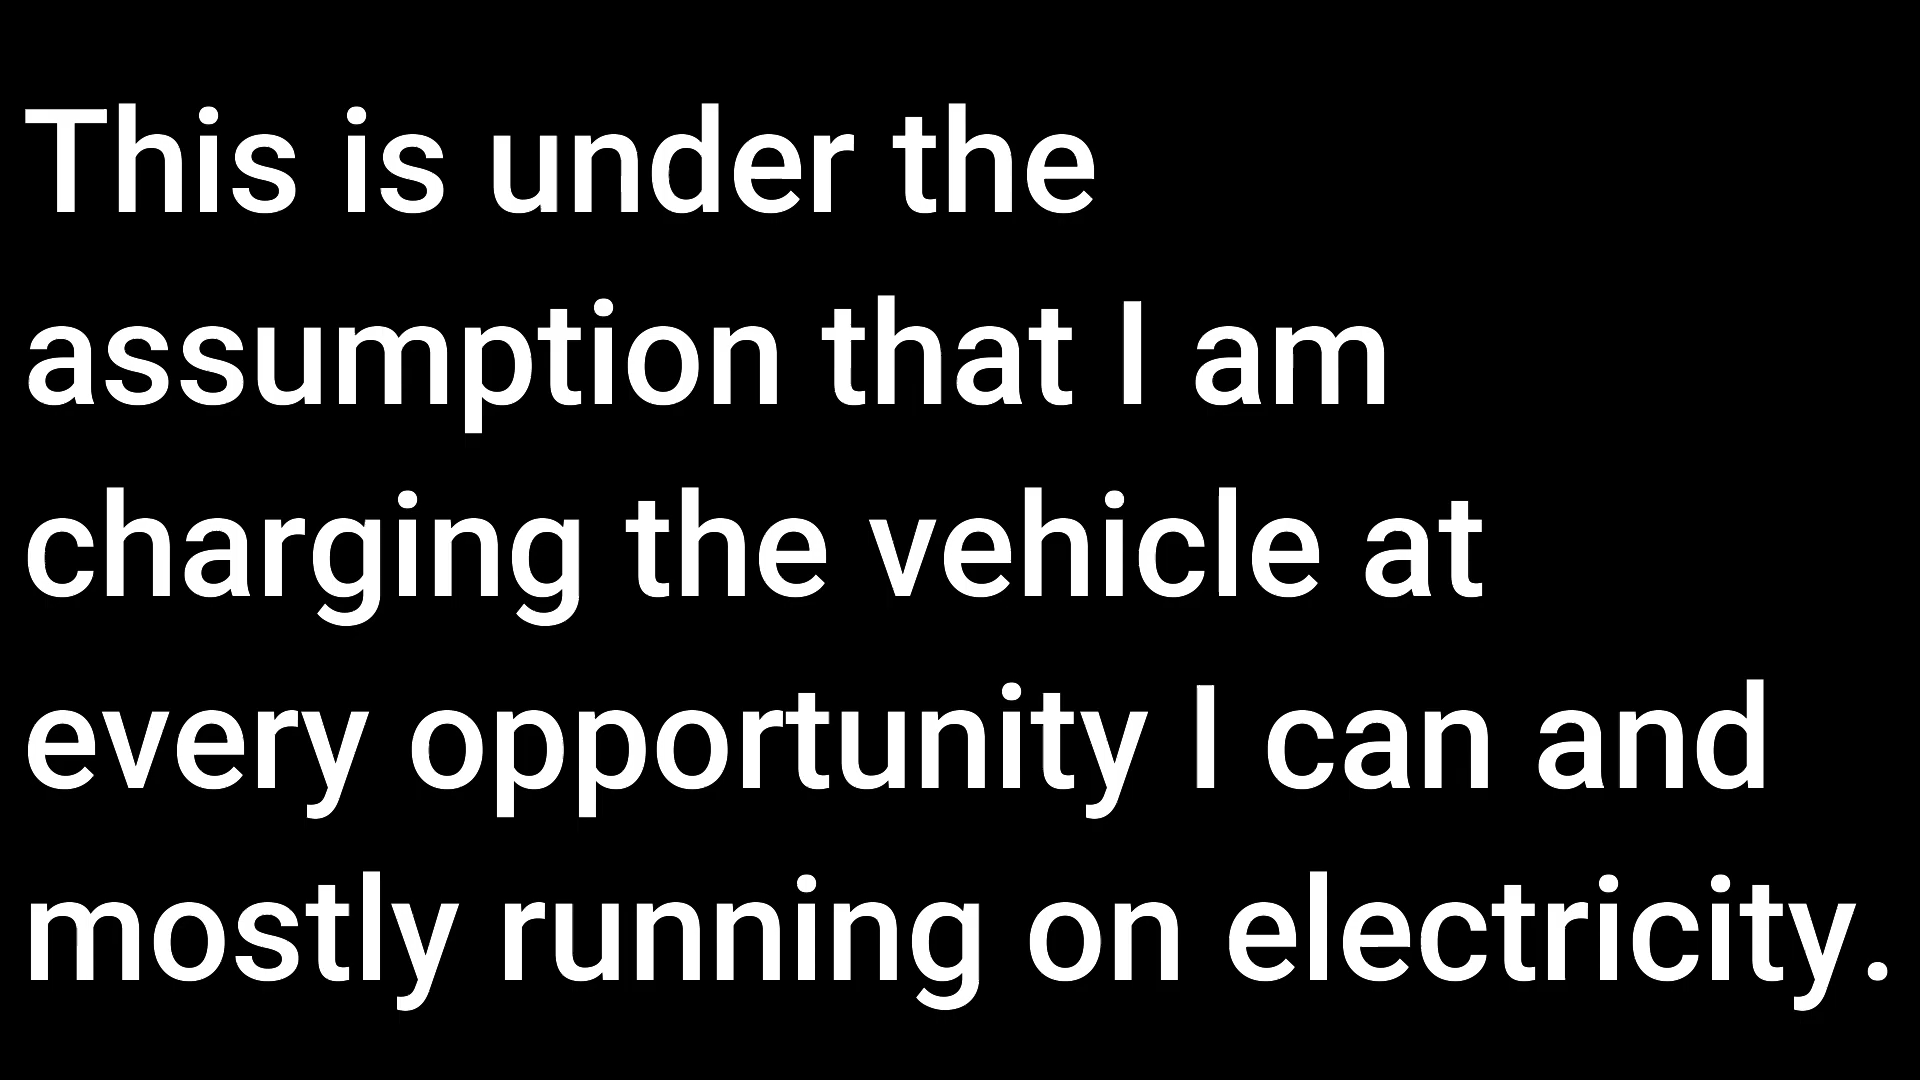 This is under the
assumption that I am
charging the vehicle at
every opportunity I can and
mostly running on electricity.